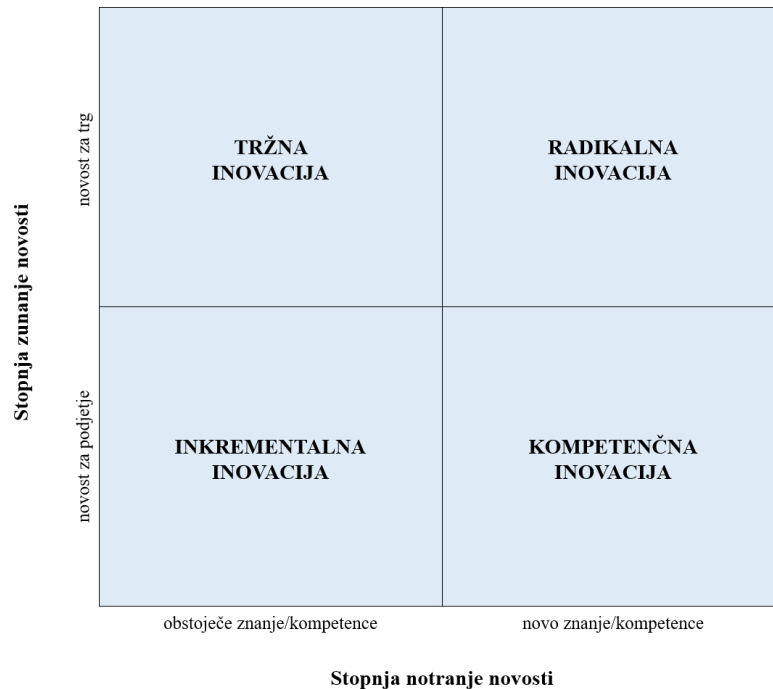 Stopnja zunanje novosti
novost za trg
novost za podjetje
TRŽNA
INOVACIJA
RADIKALNA
INOVACIJA
INKREMENTALNA
INOVACIJA
KOMPETENČNA
INOVACIJA
obstoječe znanje/kompetence
novo znanje/kompetence
Stopnja notranje novosti